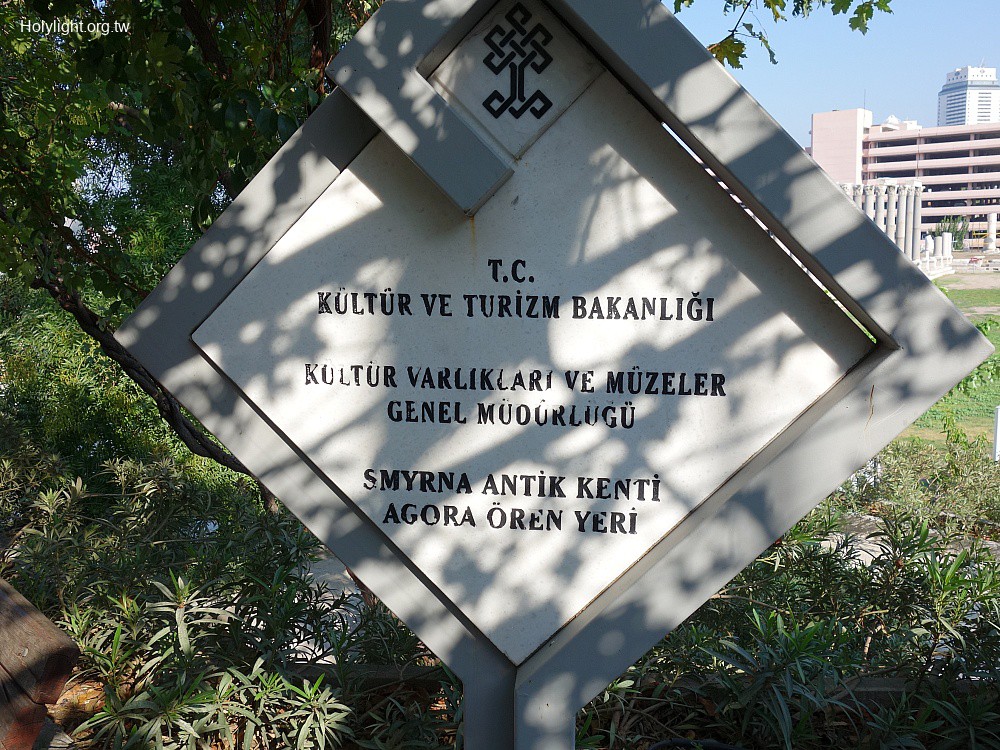 Holylight.org.tw
T.C.
KÜLTÜR VE TURİZM BAKANLIĞI
KÜLTÜR VARLIKLARI VE MÜZELER
GENEL MÜDÜRLÜĞÜ
SMYRNA ANTİK KENTİ
AGORA ÖREN YERİ